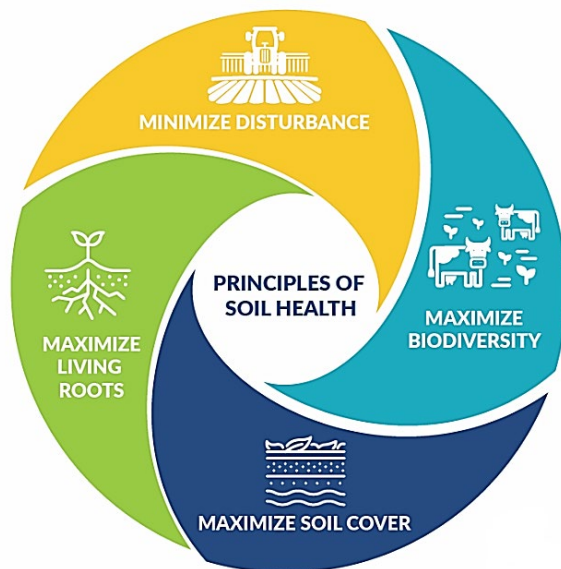 MINIMIZE DISTURBANCE
PRINCIPLES OF
SOIL HEALTH
MAXIMIZE
BIODIVERSITY
MAXIMIZE
LIVING
ROOTS
MAXIMIZE SOIL COVER